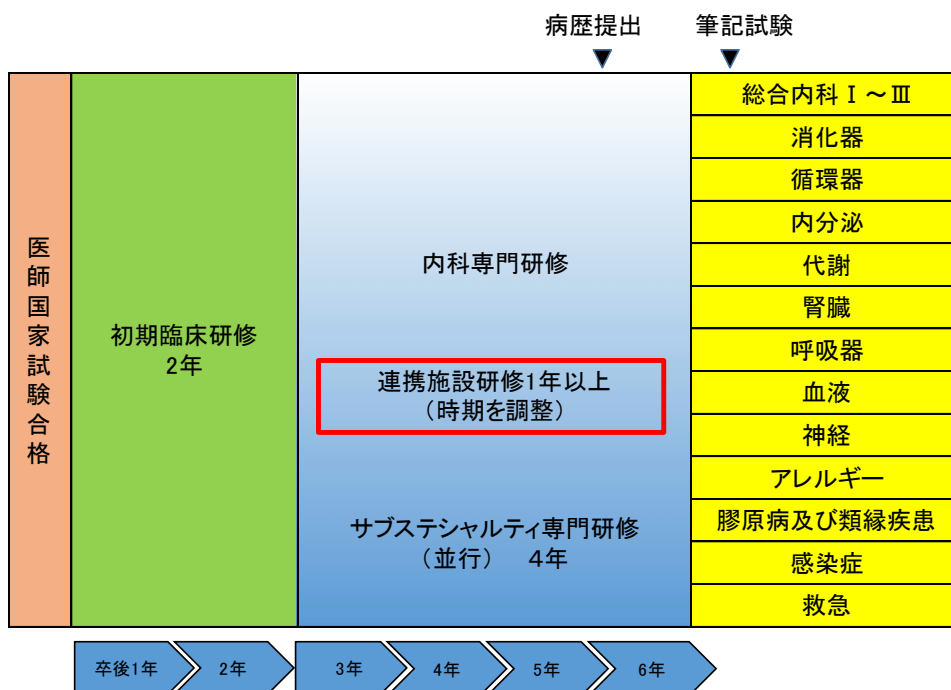 病歴提出
筆記試験
医師国家試験合格
初期臨床研修
2年
内科専門研修
連携施設研修1年以上
（時期を調整）
サブステシャルティ専門研修
（並行）　4年
総合内科Ⅰ～Ⅲ
消化器
循環器
内分泌
代謝
腎臓
呼吸器
血液
神経
アレルギー
膠原病及び類縁疾患
感染症
救急
卒後1年
2年
3年
4年
5年
6年